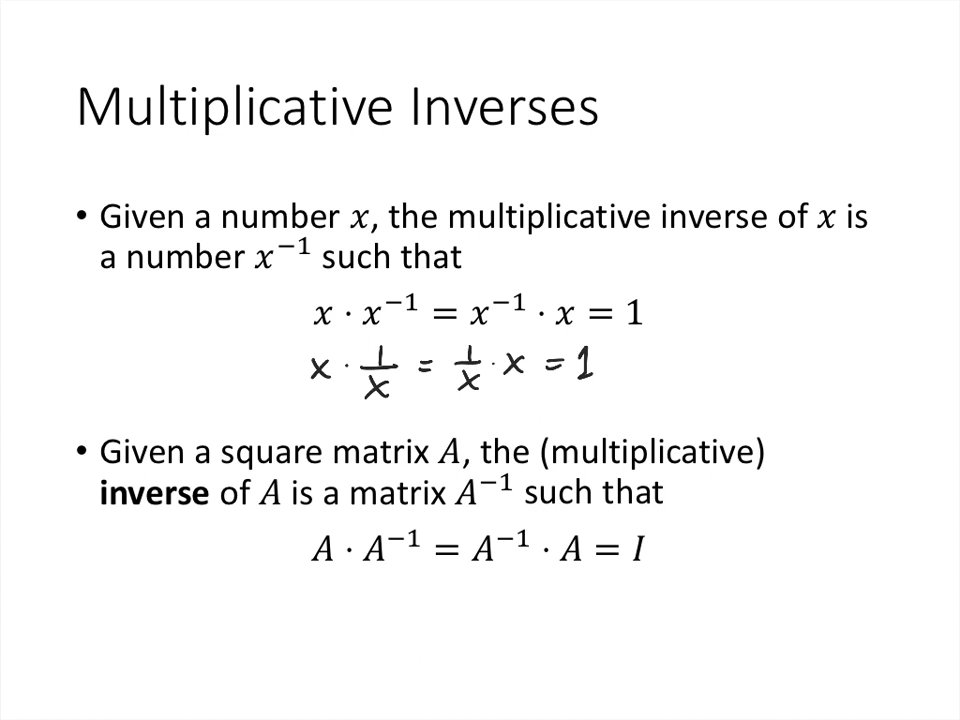 Multiplicative Inverses
• Given a number 𝑥, the multiplicative inverse of 𝑥 is
a number 𝑥⁻¹ such that
𝑥 · 𝑥⁻¹ = 𝑥⁻¹ · 𝑥 = 1
x · 1/x = 1/x · x = 1
• Given a square matrix 𝐴, the (multiplicative)
inverse of 𝐴 is a matrix 𝐴⁻¹ such that
𝐴 · 𝐴⁻¹ = 𝐴⁻¹ · 𝐴 = 𝐼